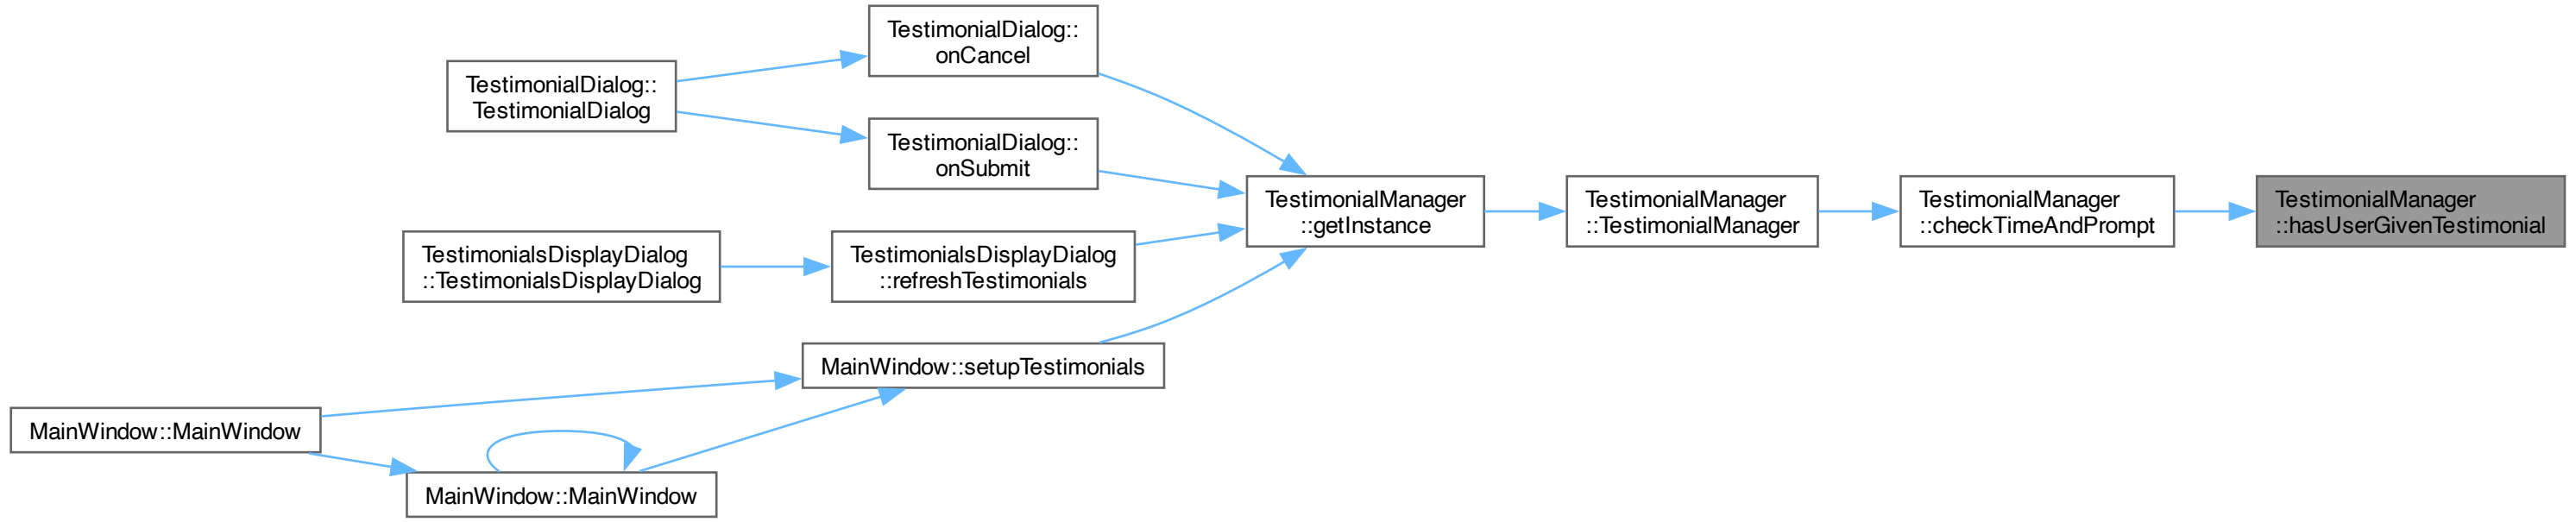 TestimonialDialog::
onCancel
TestimonialDialog::
TestimonialDialog
TestimonialDialog::
onSubmit
TestimonialManager
::getInstance
TestimonialManager
::TestimonialManager
TestimonialManager
::checkTimeAndPrompt
TestimonialManager
::hasUserGivenTestimonial
TestimonialsDisplayDialog
::TestimonialsDisplayDialog
TestimonialsDisplayDialog
::refreshTestimonials
MainWindow::setupTestimonials
MainWindow::MainWindow
MainWindow::MainWindow